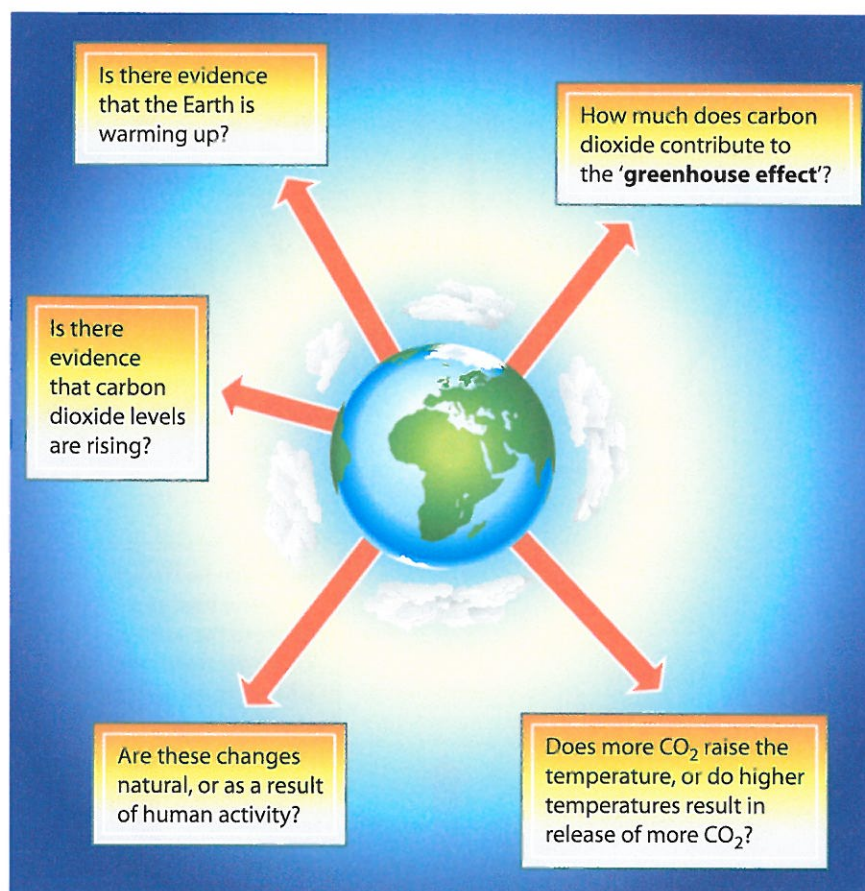 Is there evidence
that the Earth is
warming up?
How much does carbon
dioxide contribute to
the ‘greenhouse effect’?
Is there
evidence
that carbon
dioxide levels
are rising?
Are these changes
natural, or as a result
of human activity?
Does more CO₂ raise the
temperature, or do higher
temperatures result in
release of more CO₂?